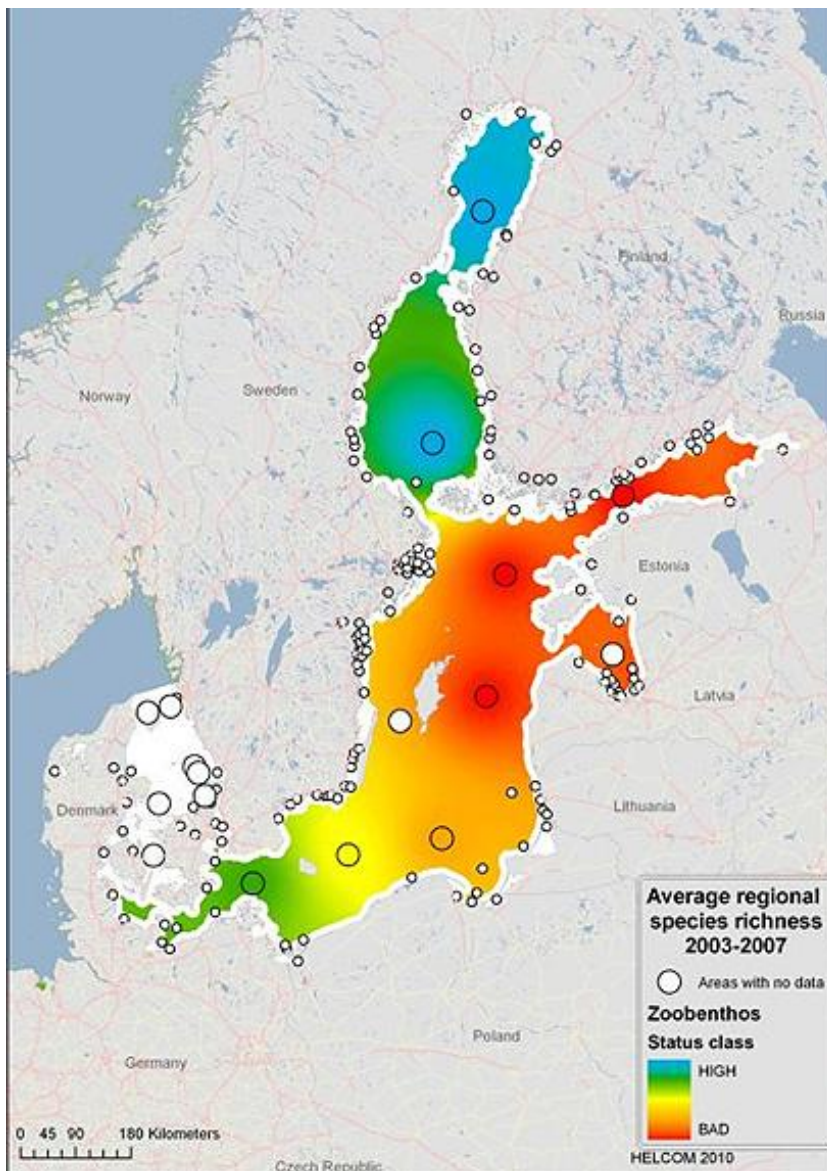 Finland
Russia
Norway
Sweden
Estonia
Latvia
Denmark
Lithuania
Average regional
species richness
2003-2007
Areas with no data
Zoobenthos
Status class
HIGH
BAD
HELCOM 2010
Poland
Germany
0 45 90 180 Kilometers
Czech Republic